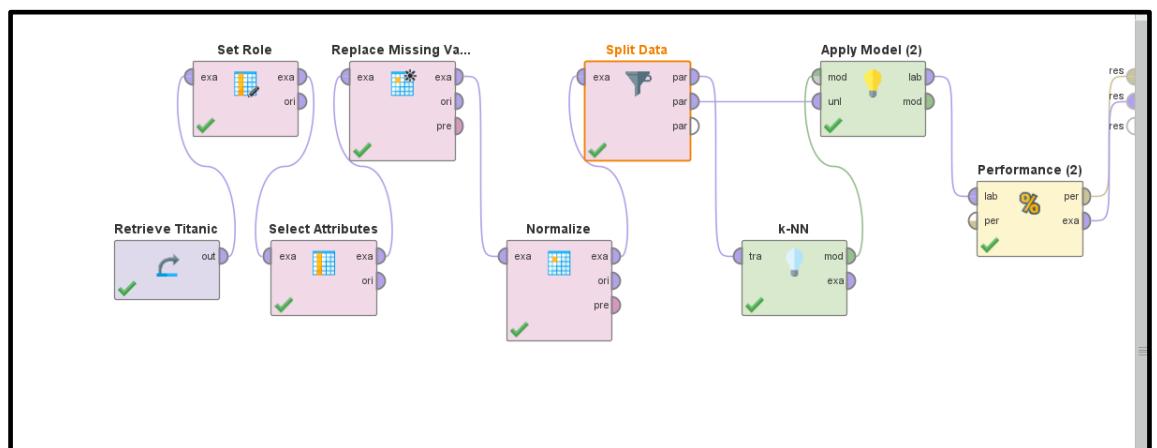 Set Role
exa
exa
ori
Replace Missing Va...
exa
exa
ori
pre
Split Data
exa
par
par
par
Apply Model (2)
mod
lab
unl
mod
res
res
res
Performance (2)
lab
per
%
per
exa
Retrieve Titanic
out
Select Attributes
exa
exa
ori
Normalize
exa
exa
ori
pre
k-NN
tra
mod
exa